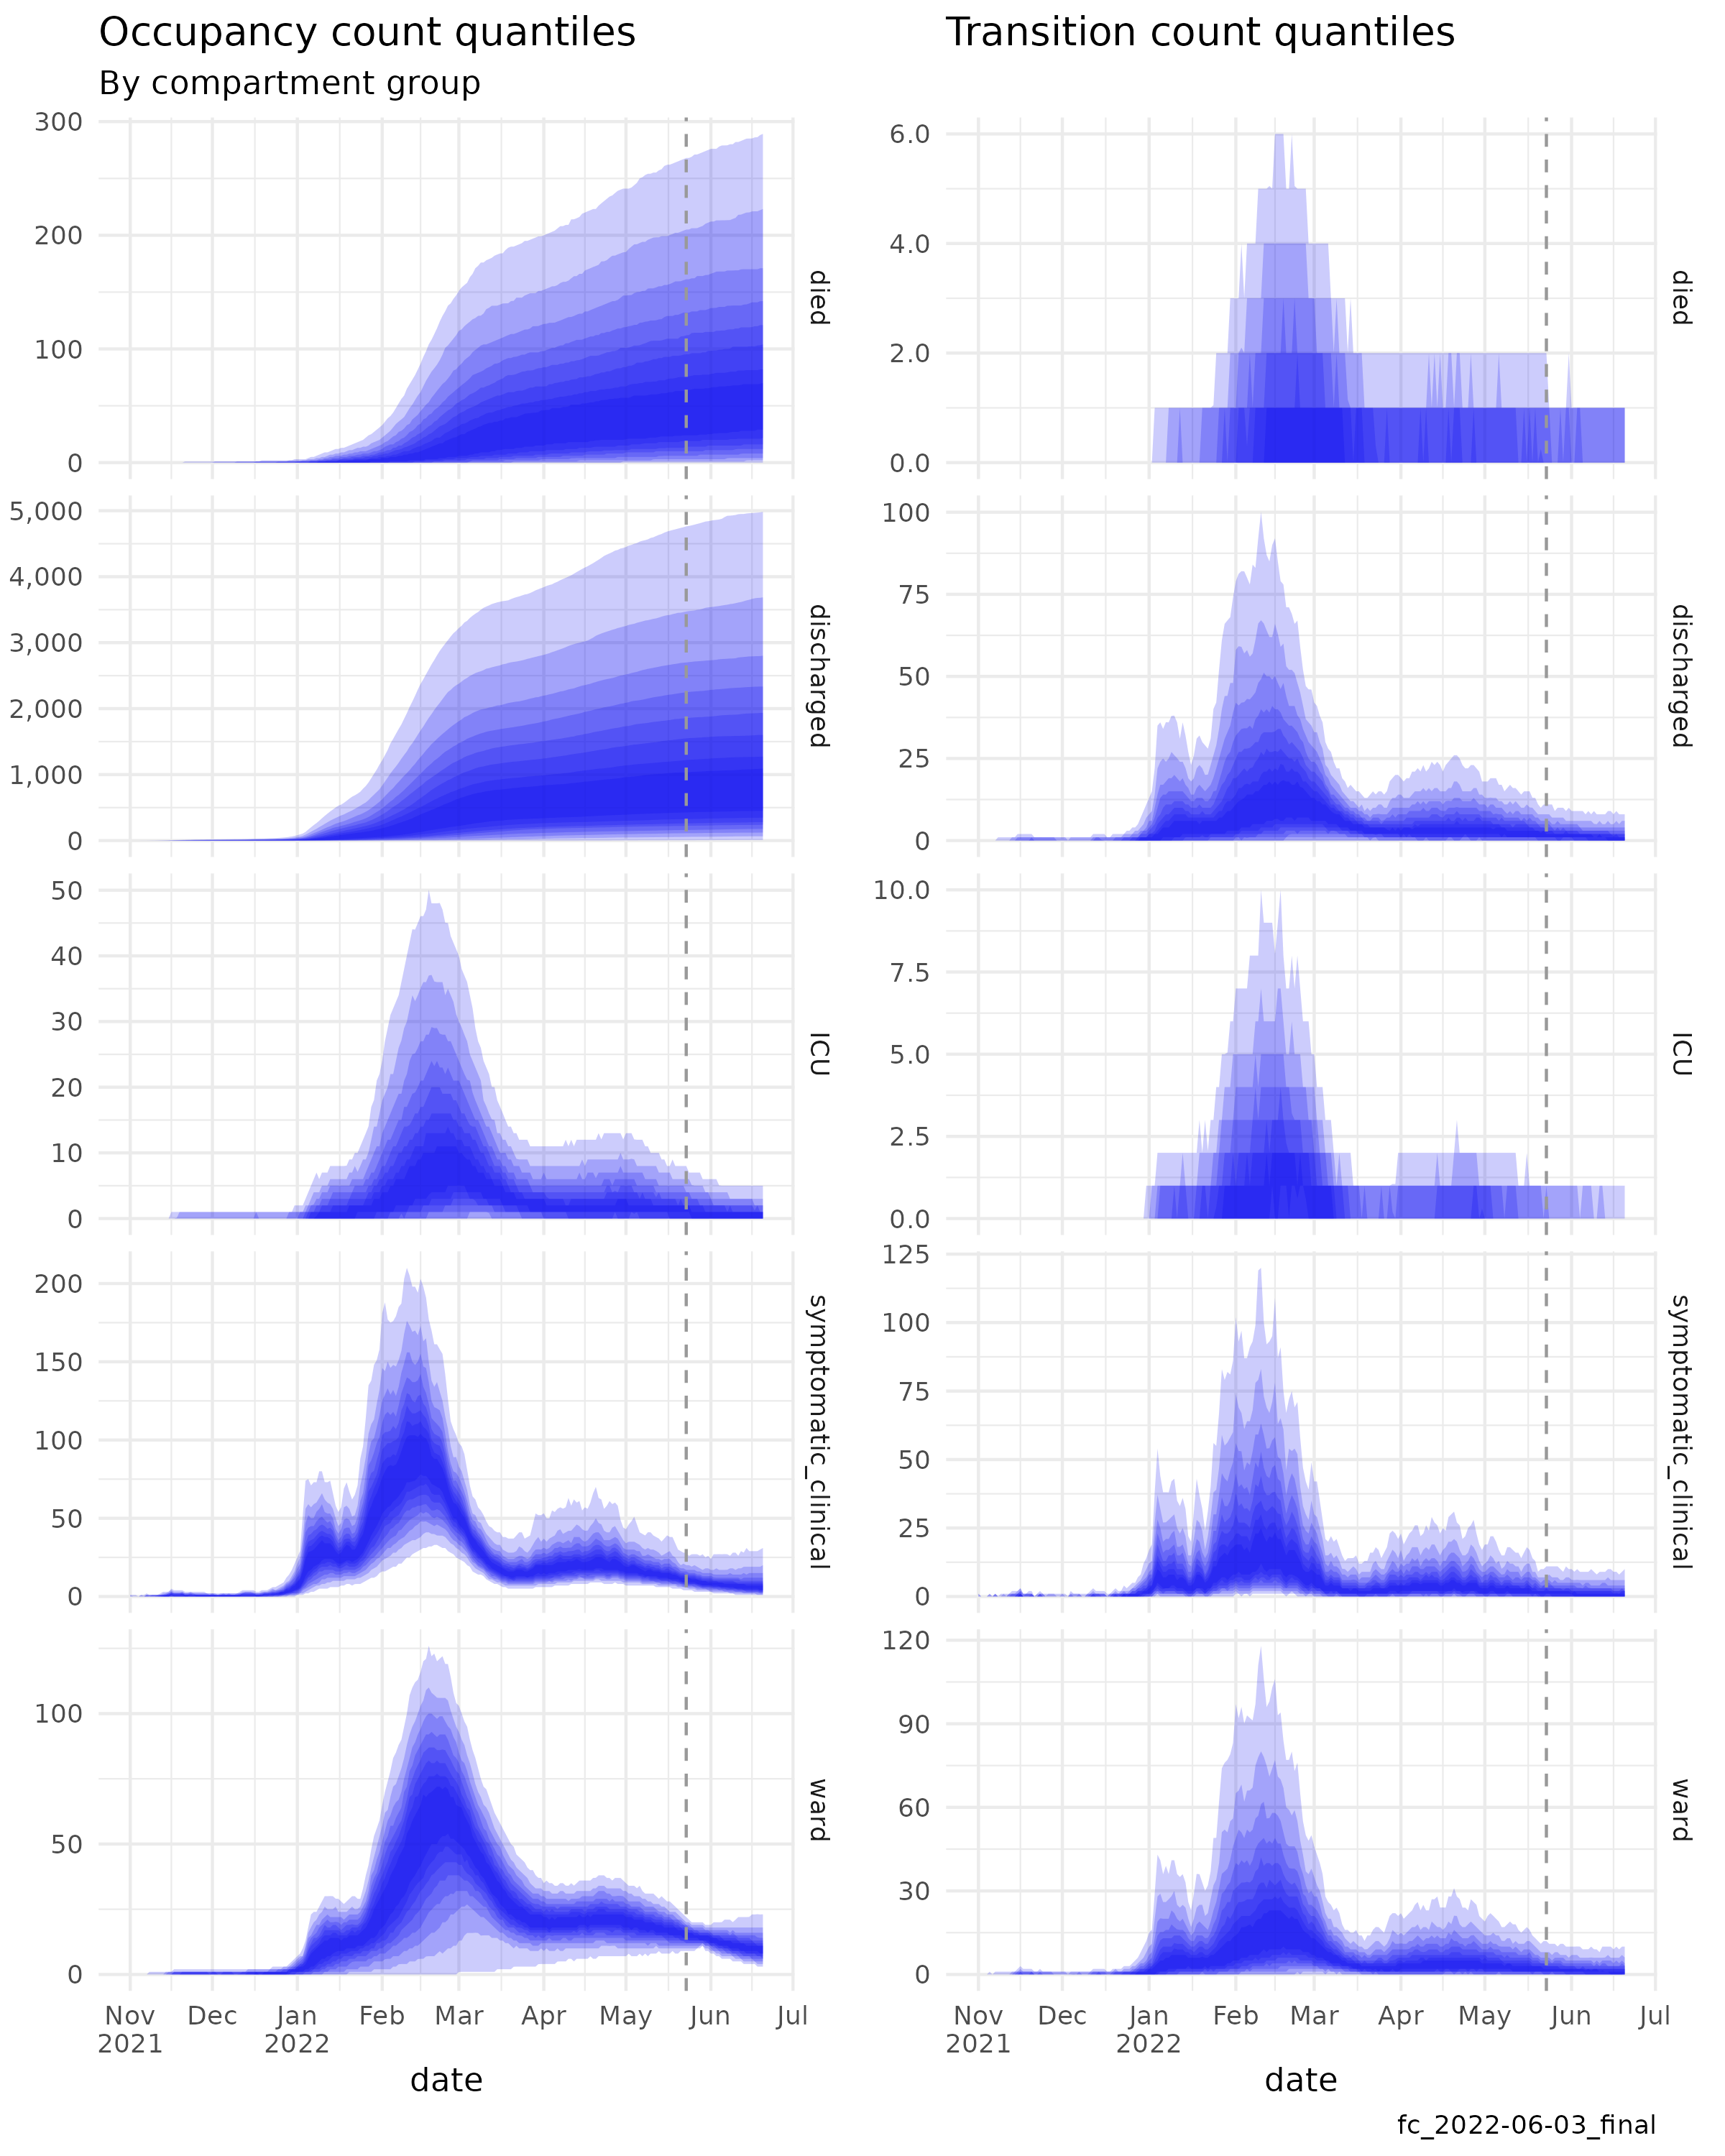 Occupancy count quantiles
By compartment group
300
200
100
0
died
5,000
4,000
3,000
2,000
1,000
0
discharged
50
40
30
20
10
0
ICU
200
150
100
50
0
symptomatic_clinical
100
50
0
ward
Nov 2021
Dec
Jan 2022
Feb
Mar
Apr
May
Jun
Jul
date
Transition count quantiles
6.0
4.0
2.0
0.0
died
100
75
50
25
0
discharged
10.0
7.5
5.0
2.5
0.0
ICU
125
100
75
50
25
0
symptomatic_clinical
120
90
60
30
0
ward
Nov 2021
Dec
Jan 2022
Feb
Mar
Apr
May
Jun
Jul
date
fc_2022-06-03_final